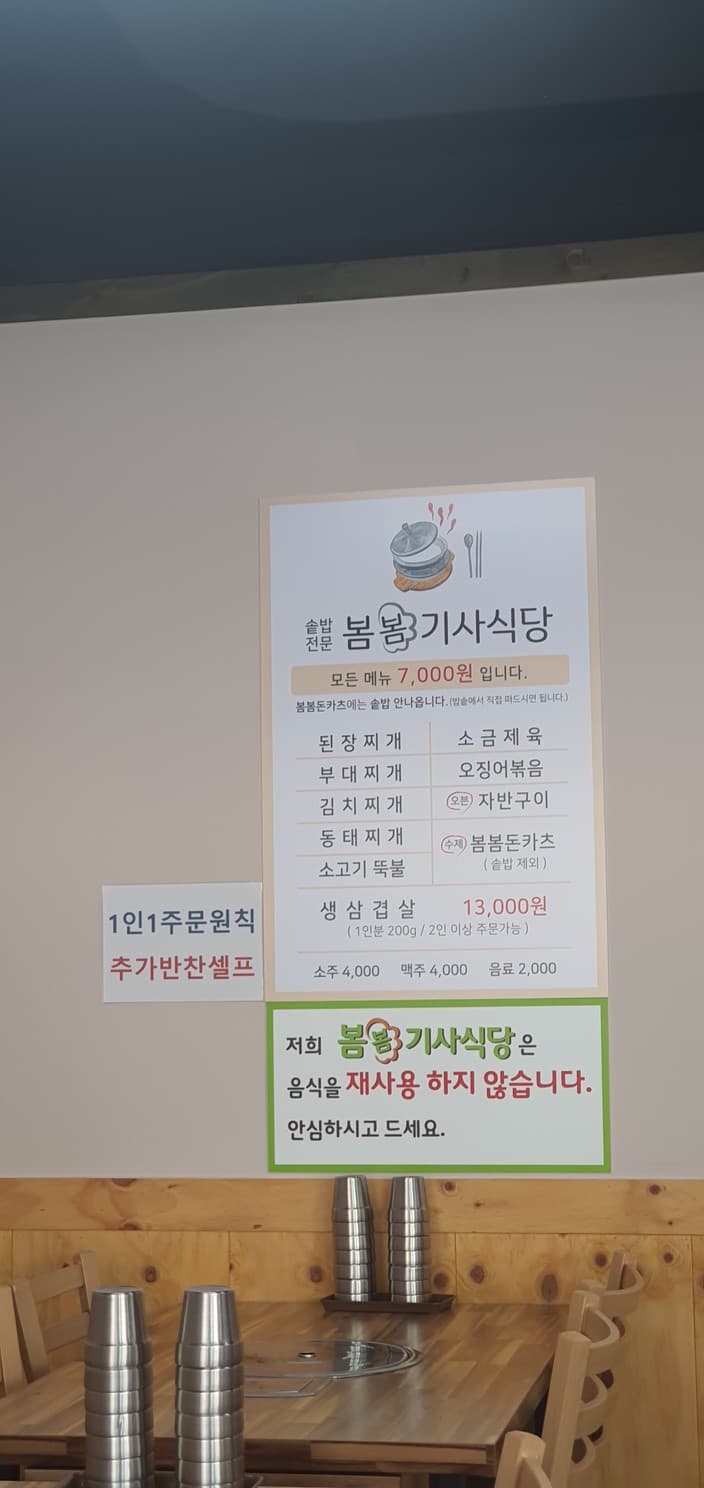 솥밥
전문
봄봄기사식당
모든 메뉴 7,000원 입니다.
봄봄돈카츠에는 솥밥 안나옵니다.(밥솥에서 직접 떠드시면 됩니다.)
된장찌개 소금제육
부대찌개 오징어볶음
김치찌개 오븐 자반구이
동태찌개 수제 봄봄돈카츠
소고기 뚝불 ( 솥밥 제외 )
생삼겹살 13,000원
( 1인분 200g / 2인 이상 주문가능 )
소주 4,000 맥주 4,000 음료 2,000
1인1주문원칙
추가반찬셀프
저희 봄봄기사식당은
음식을 재사용 하지 않습니다.
안심하시고 드세요.